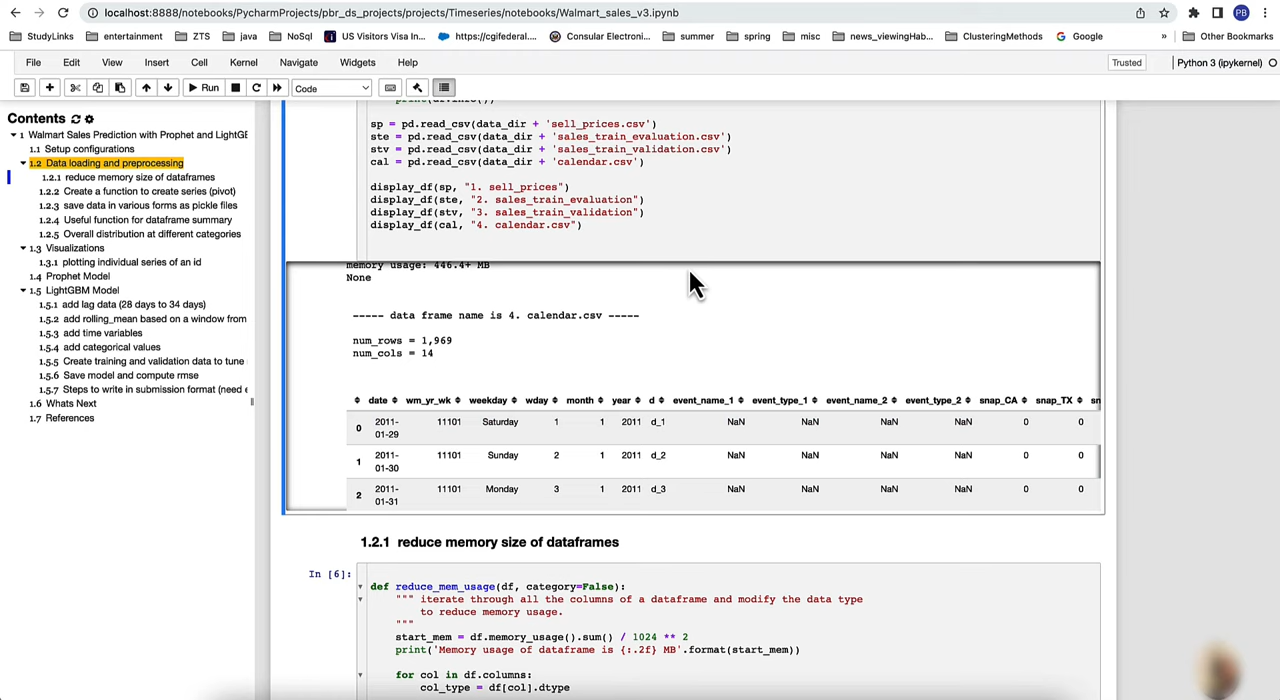 localhost:8888/notebooks/PycharmProjects/pbr_ds_projects/projects/Timeseries/notebooks/Walmart_sales_v3.ipynb PB
StudyLinks entertainment ZTS java NoSql US Visitors Visa In... https://cgifederal.... Consular Electroni... summer spring misc news_viewingHab... ClusteringMethods Google » Other Bookmarks
File Edit View Insert Cell Kernel Navigate Widgets Help Trusted Python 3 (ipykernel)
Run Code
Contents
1 Walmart Sales Prediction with Prophet and LightGB
1.1 Setup configurations
1.2 Data loading and preprocessing
1.2.1 reduce memory size of dataframes
1.2.2 Create a function to create series (pivot)
1.2.3 save data in various forms as pickle files
1.2.4 Useful function for dataframe summary
1.2.5 Overall distribution at different categories
1.3 Visualizations
1.3.1 plotting individual series of an id
1.4 Prophet Model
1.5 LightGBM Model
1.5.1 add lag data (28 days to 34 days)
1.5.2 add rolling_mean based on a window from
1.5.3 add time variables
1.5.4 add categorical values
1.5.5 Create training and validation data to tune
1.5.6 Save model and compute rmse
1.5.7 Steps to write in submission format (need e
1.6 Whats Next
1.7 References
print(df.info())
sp = pd.read_csv(data_dir + 'sell_prices.csv')
ste = pd.read_csv(data_dir + 'sales_train_evaluation.csv')
stv = pd.read_csv(data_dir + 'sales_train_validation.csv')
cal = pd.read_csv(data_dir + 'calendar.csv')
display_df(sp, "1. sell_prices")
display_df(ste, "2. sales_train_evaluation")
display_df(stv, "3. sales_train_validation")
display_df(cal, "4. calendar.csv")
memory usage: 446.4+ MB
None
----- data frame name is 4. calendar.csv -----
num_rows = 1,969
num_cols = 14
date wm_yr_wk weekday wday month year d event_name_1 event_type_1 event_name_2 event_type_2 snap_CA snap_TX sn
0 2011-01-29 11101 Saturday 1 1 2011 d_1 NaN NaN NaN NaN 0 0
1 2011-01-30 11101 Sunday 2 1 2011 d_2 NaN NaN NaN NaN 0 0
2 2011-01-31 11101 Monday 3 1 2011 d_3 NaN NaN NaN NaN 0 0
1.2.1 reduce memory size of dataframes
In [6]:
def reduce_mem_usage(df, category=False):
""" iterate through all the columns of a dataframe and modify the data type
to reduce memory usage.
"""
start_mem = df.memory_usage().sum() / 1024 ** 2
print('Memory usage of dataframe is {:.2f} MB'.format(start_mem))
for col in df.columns:
col_type = df[col].dtype